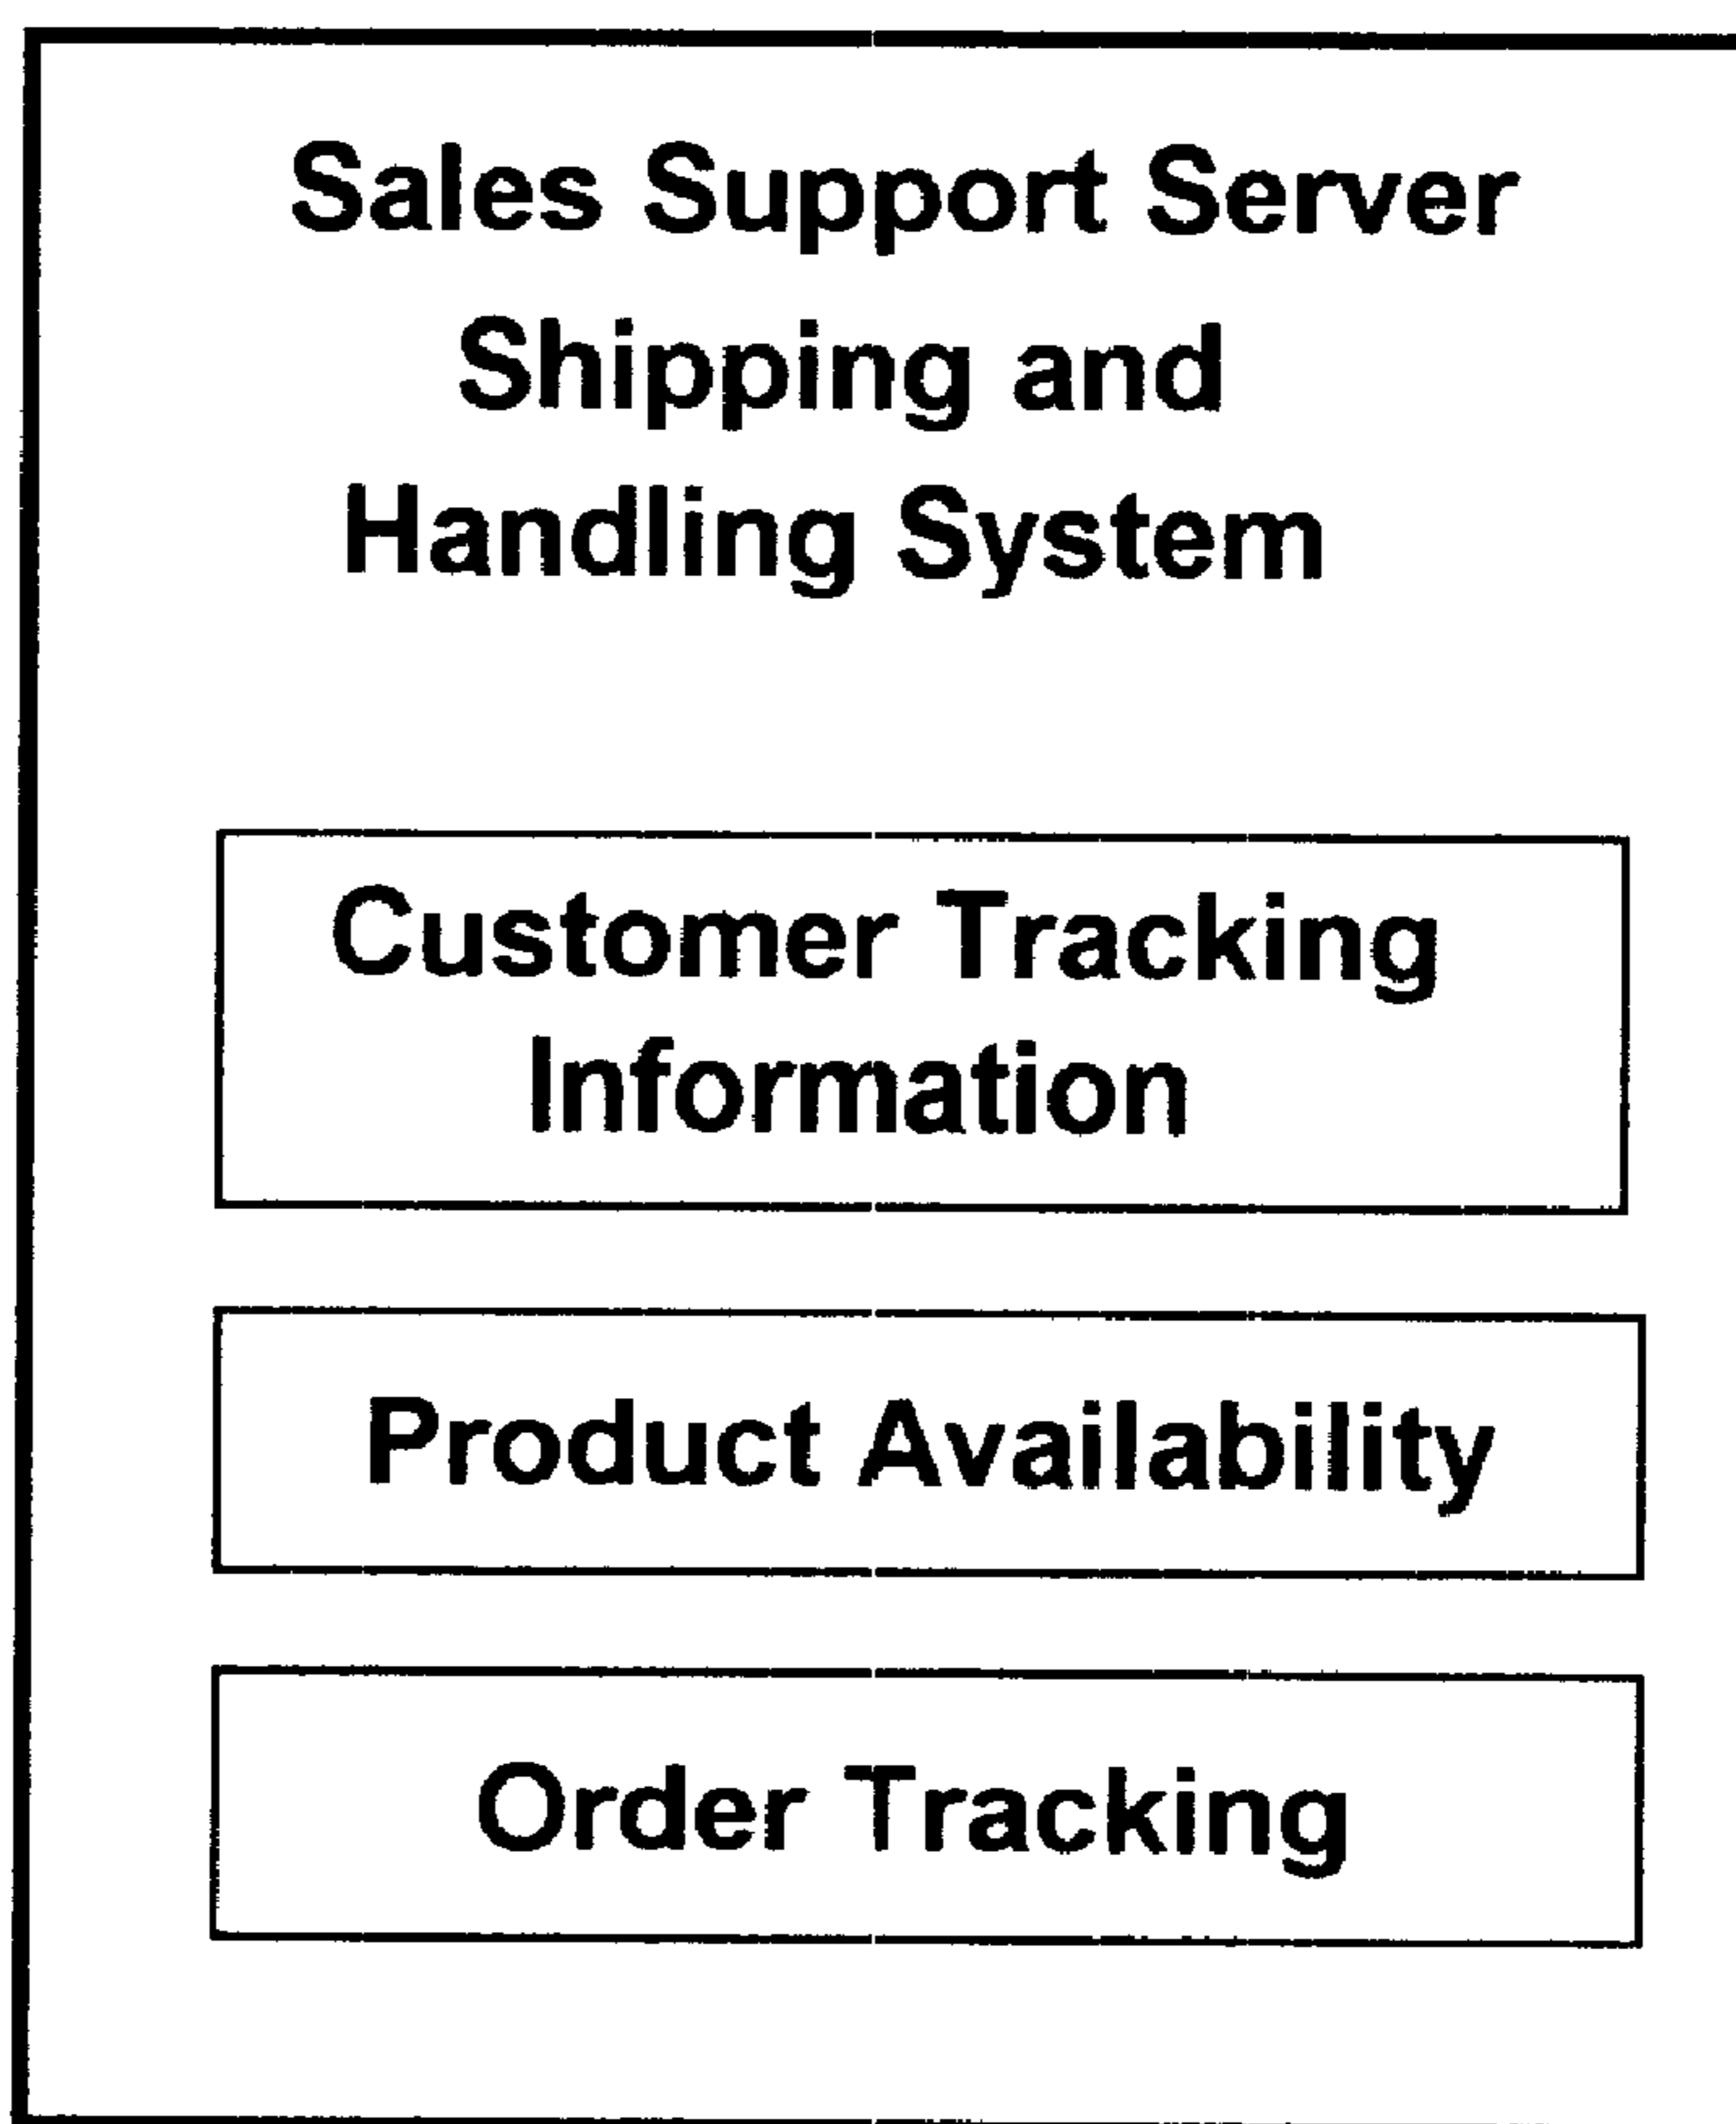 Sales Support Server
Shipping and
Handling System
Customer Tracking
Information
Product Availability
Order Tracking